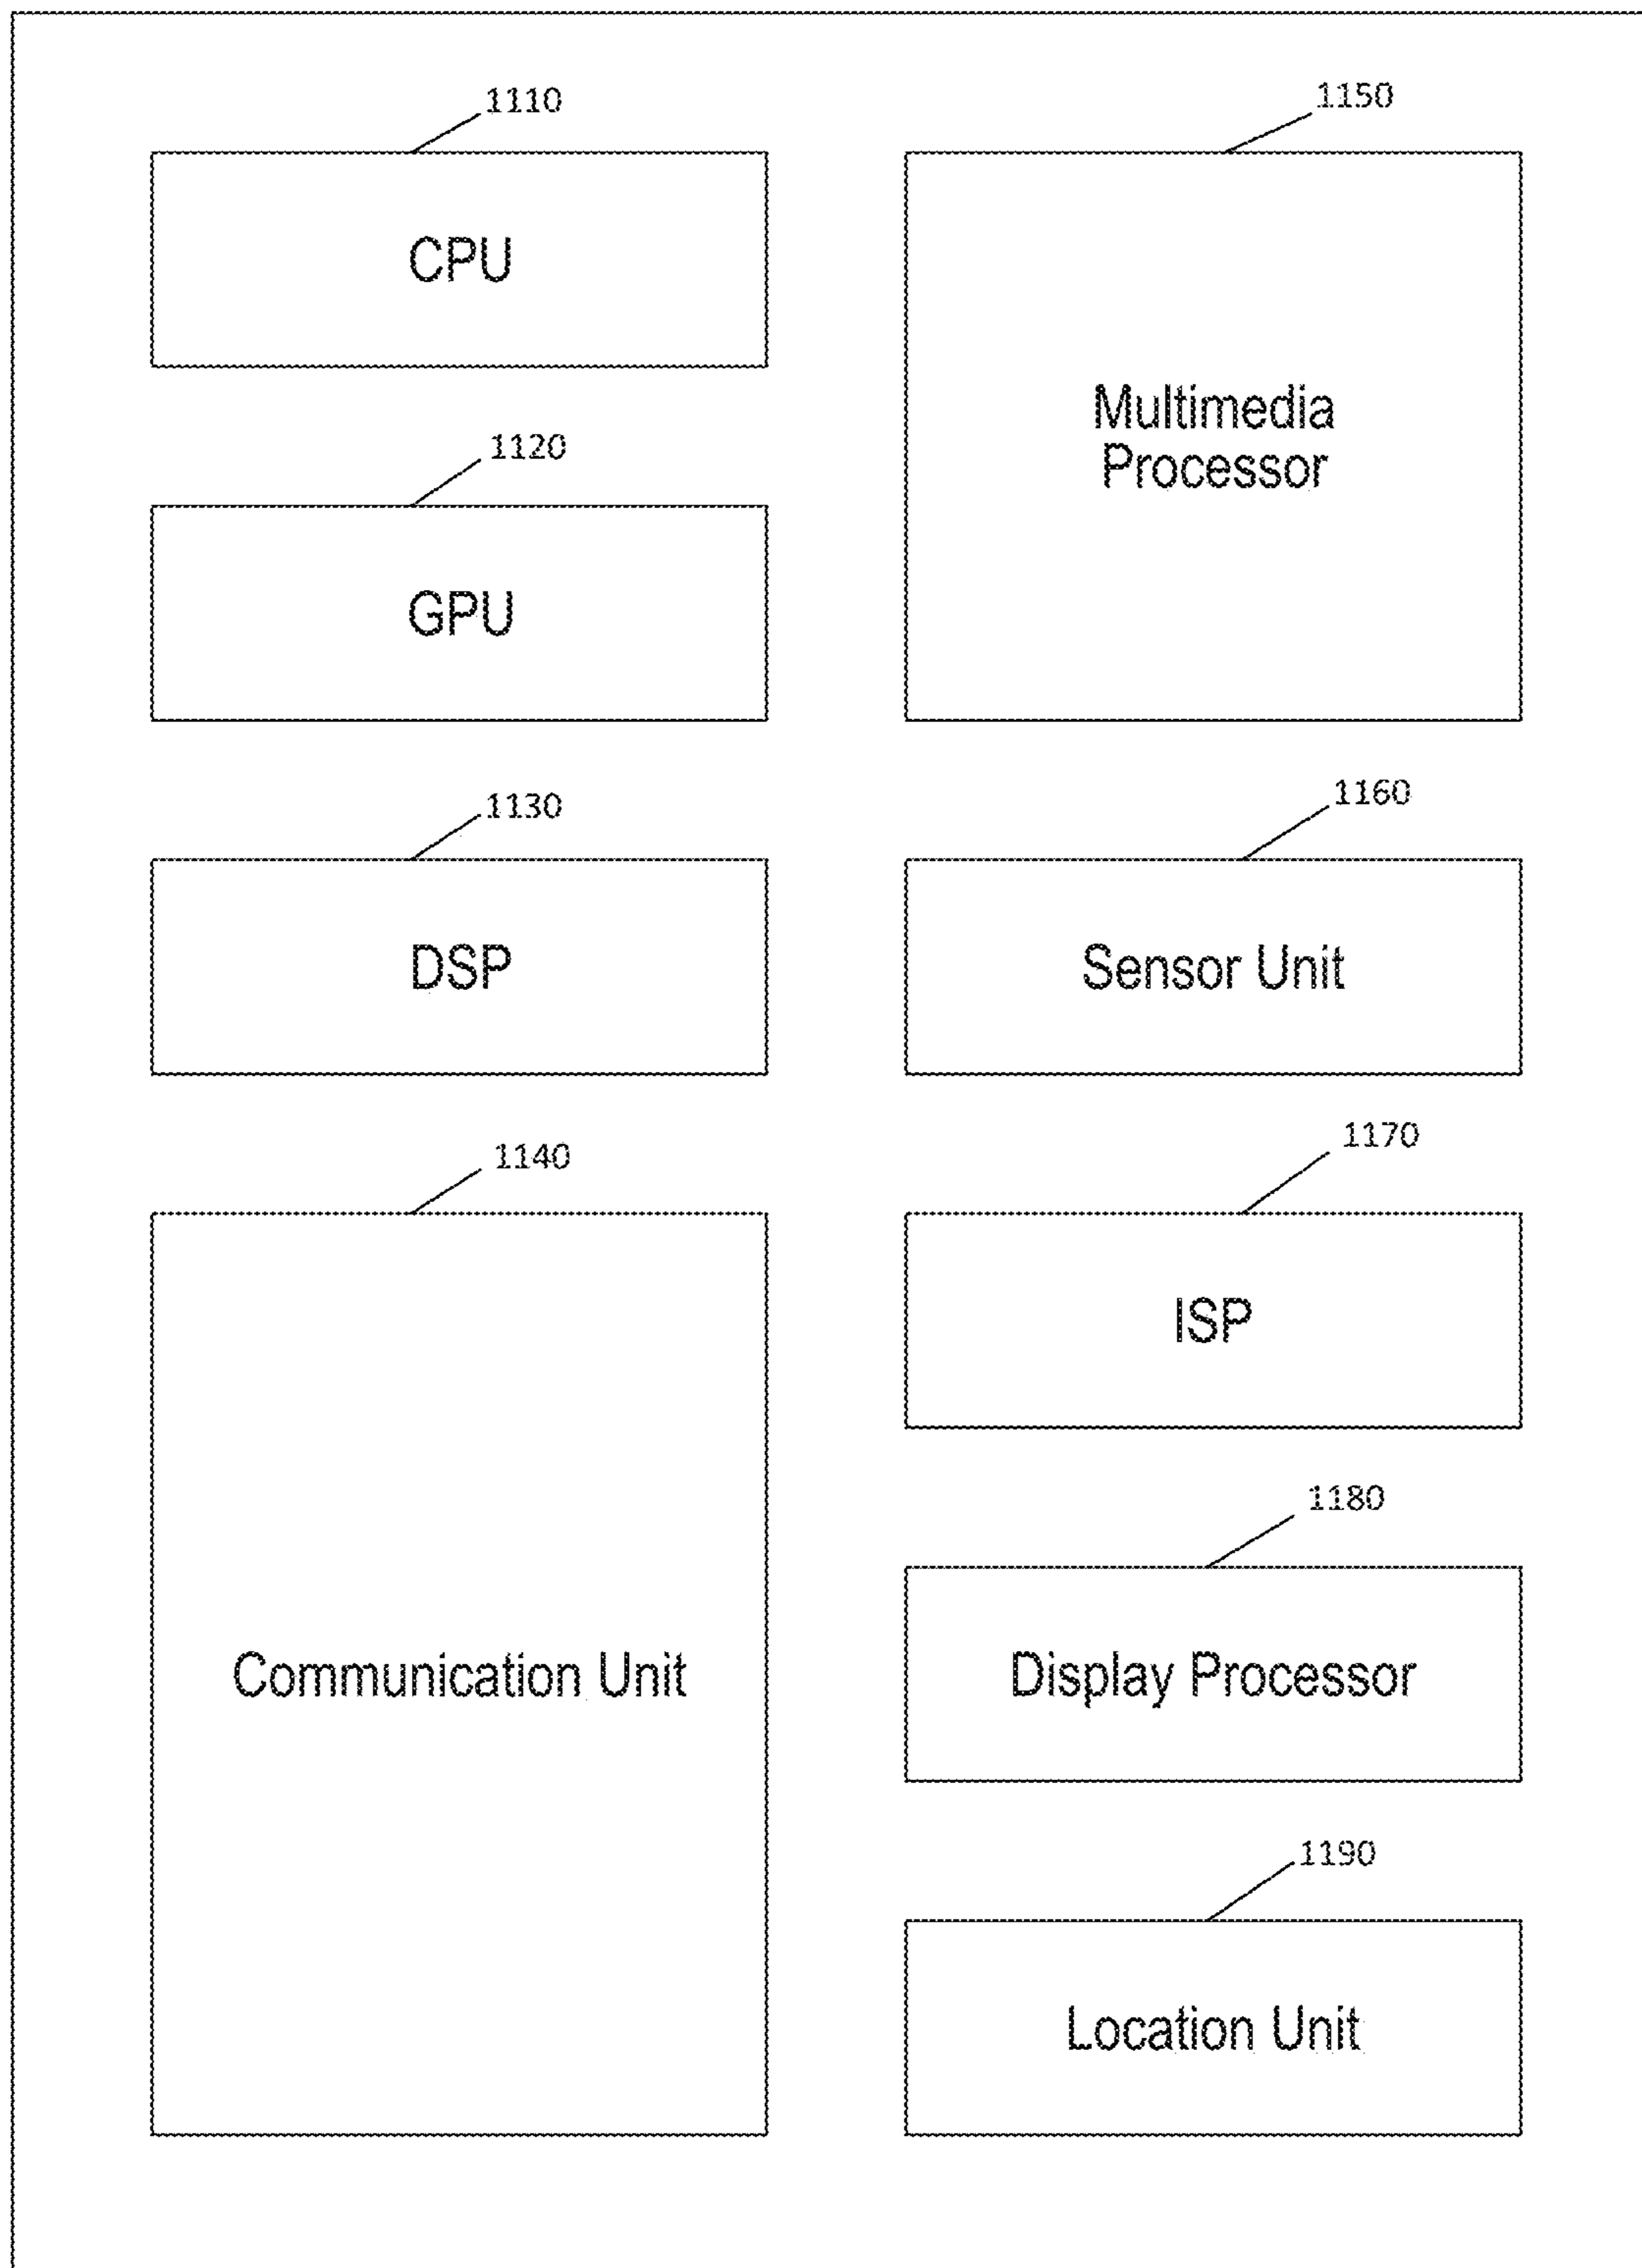 1110
CPU
1120
GPU
1130
DSP
1140
Communication Unit
1150
Multimedia
Processor
1160
Sensor Unit
1170
ISP
1180
Display Processor
1190
Location Unit